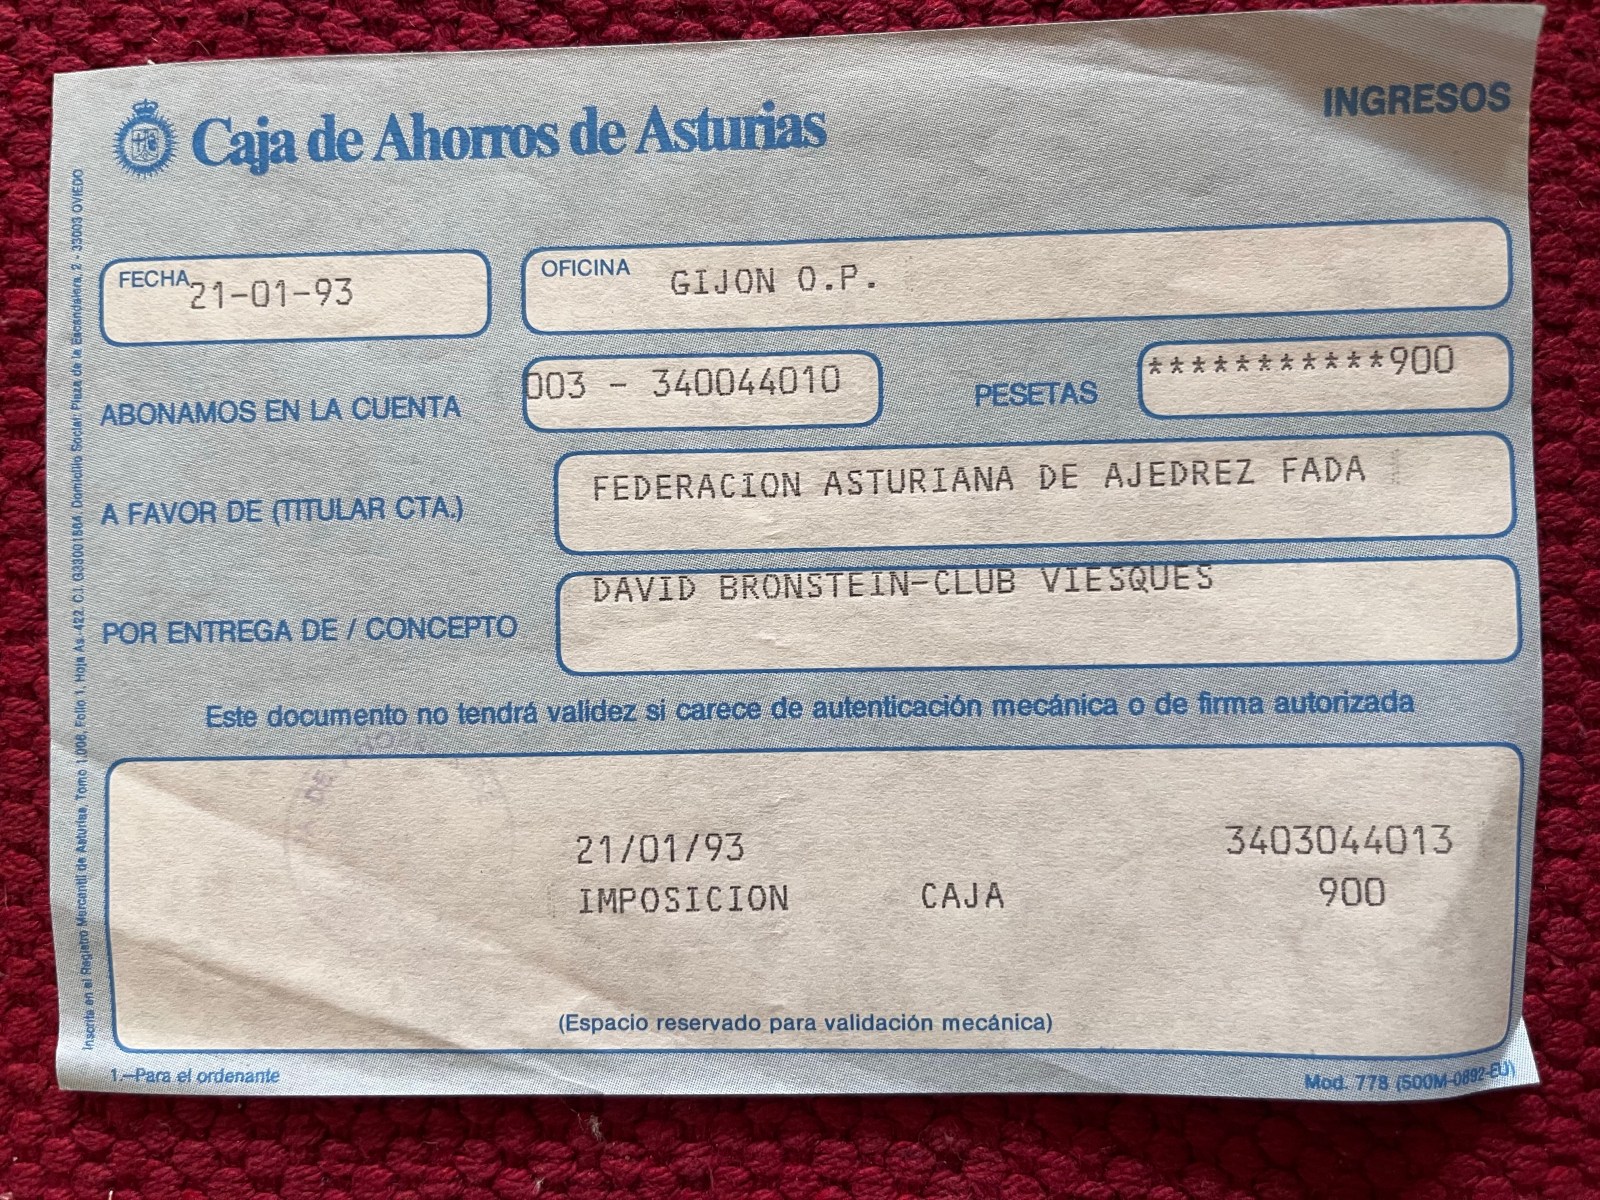 Caja de Ahorros de Asturias
INGRESOS
FECHA 21-01-93
OFICINA GIJON O.P.
ABONAMOS EN LA CUENTA 003 - 340044010 PESETAS ***********900
A FAVOR DE (TITULAR CTA.) FEDERACION ASTURIANA DE AJEDREZ FADA
POR ENTREGA DE / CONCEPTO DAVID BRONSTEIN-CLUB VIESQUES
Este documento no tendrá validez si carece de autenticación mecánica o de firma autorizada
DE
21/01/93 3403044013
IMPOSICION CAJA 900
(Espacio reservado para validación mecánica)
1.-Para el ordenante
Mod. 778 (500M-0892-EU)
Inscrita en el Registro Mercantil de Asturias, Tomo 1.006, Folio 1, Hoja As.-422. C.I. G33001884. Domicilio Social: Plaza de la Escandalera, 2 - 33003 OVIEDO